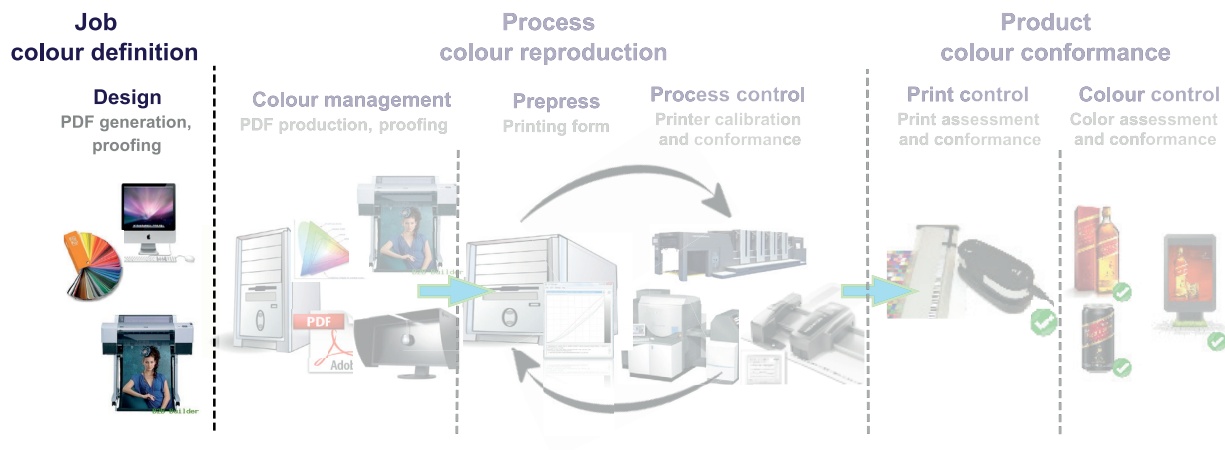 Job
colour definition
Process
colour reproduction
Product
colour conformance
Design
PDF generation,
proofing
Colour management
PDF production, proofing
Prepress
Printing form
Process control
Printer calibration
and conformance
Print control
Print assessment
and conformance
Colour control
Color assessment
and conformance
PDF
Adob